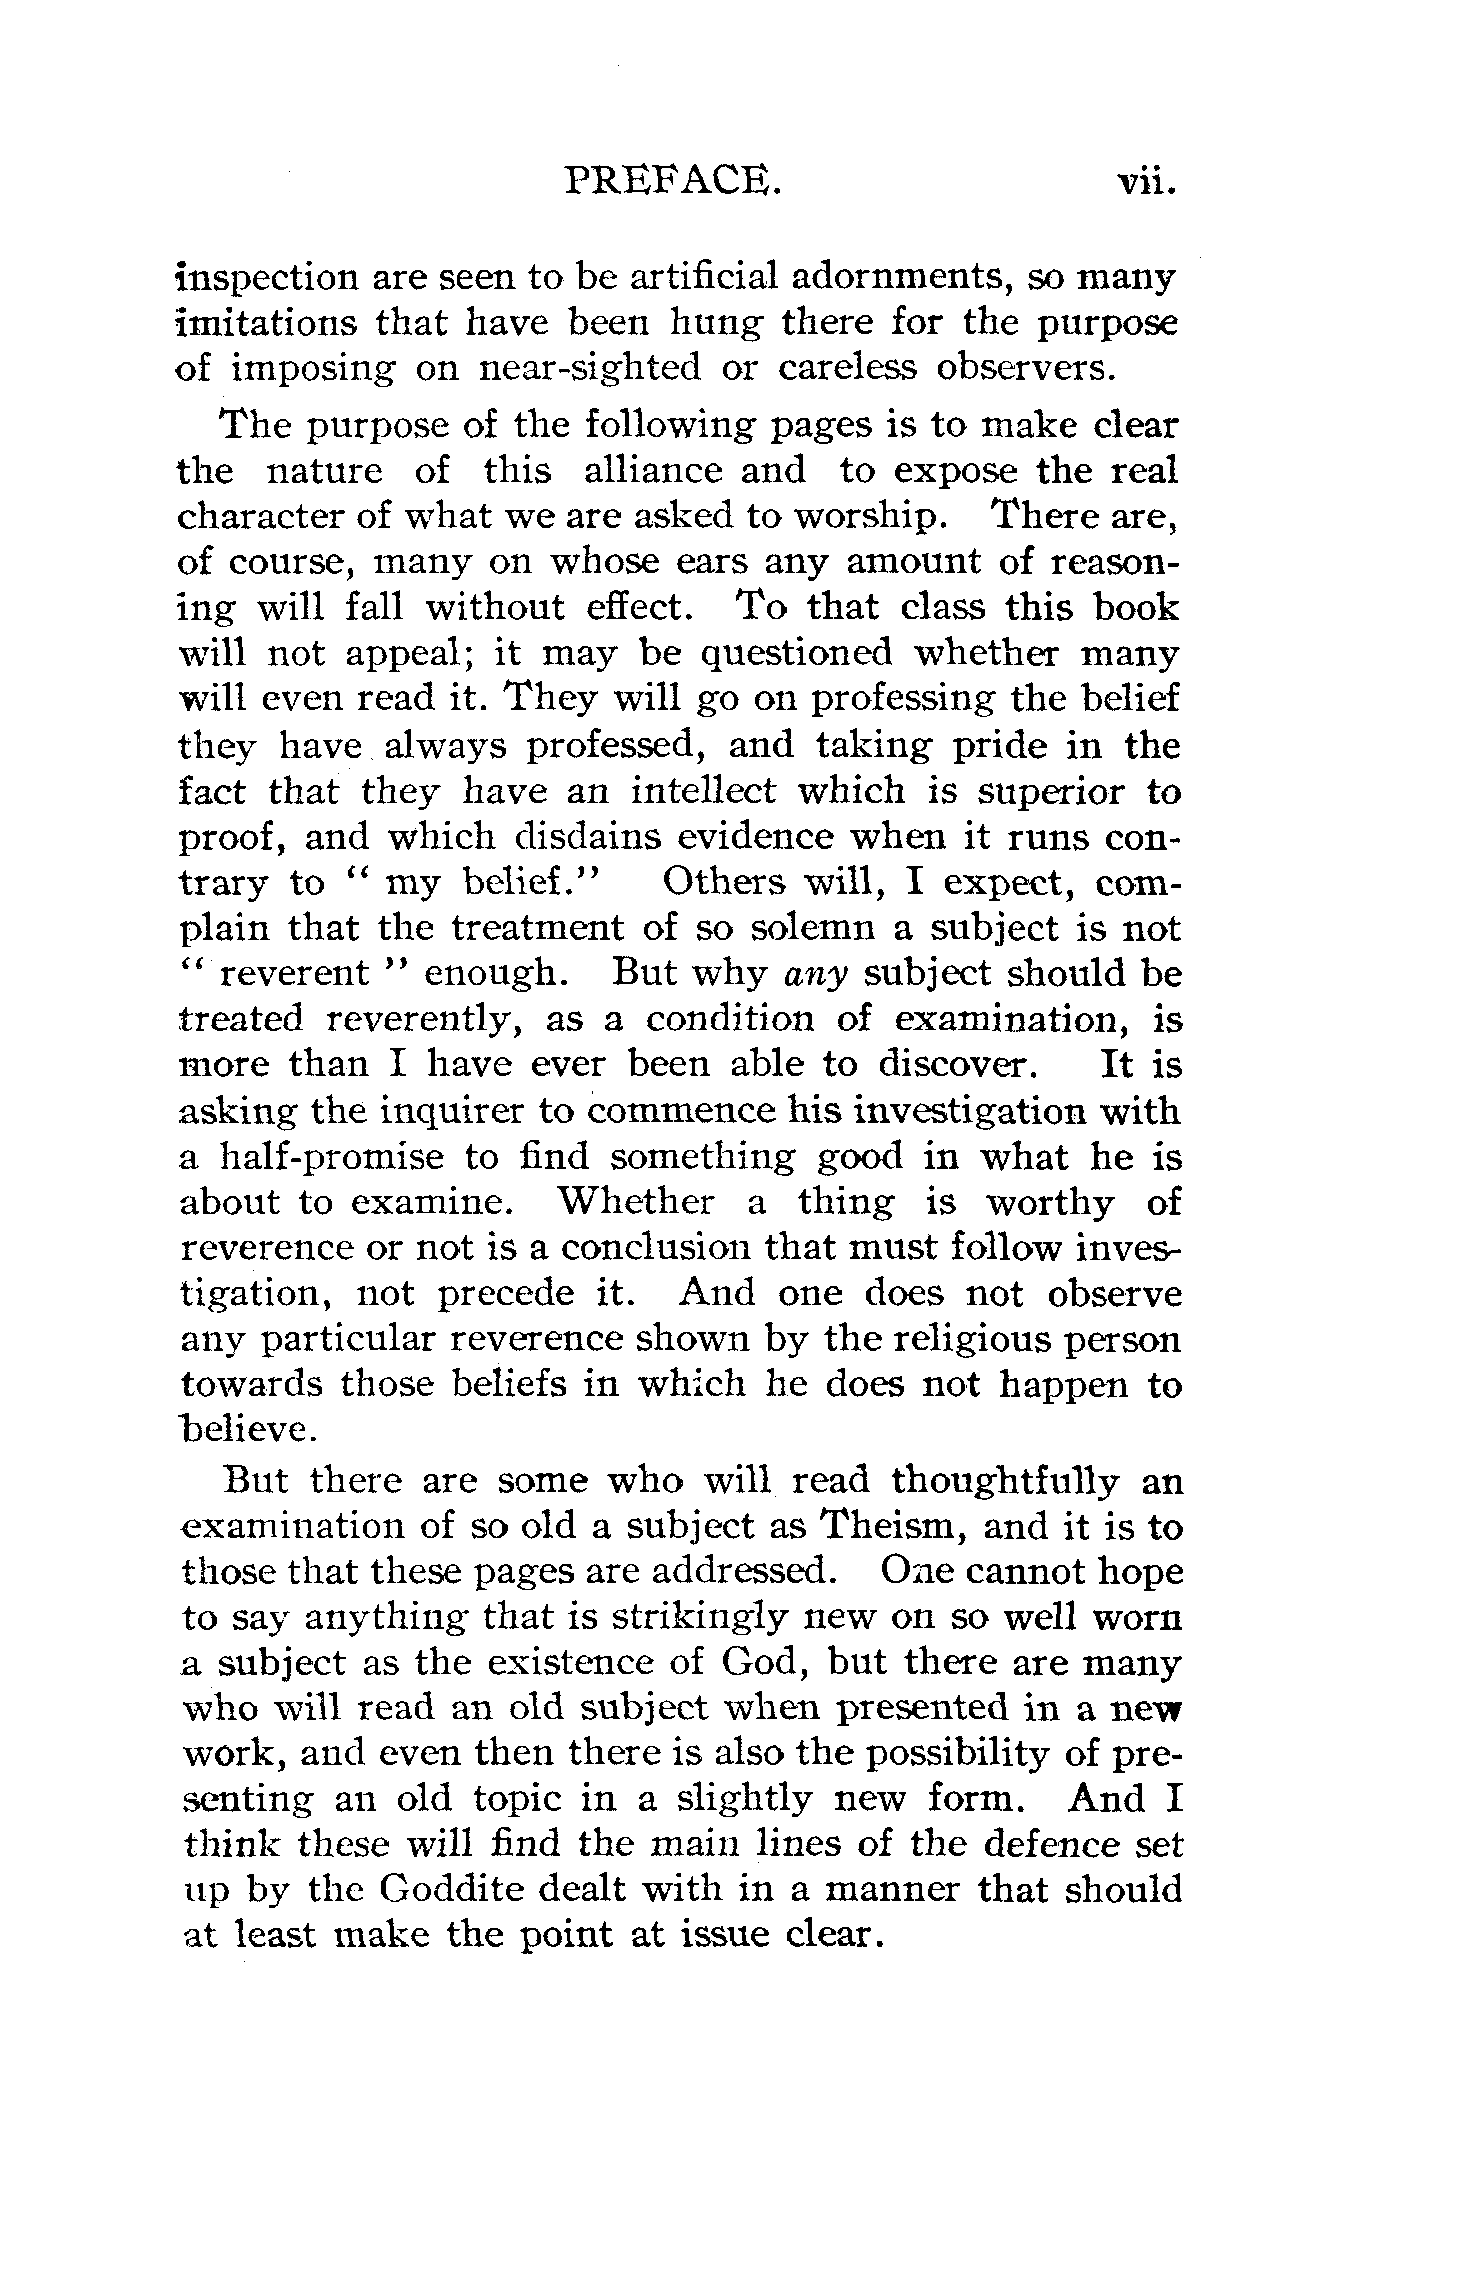 PREFACE. vii.
inspection are seen to be artificial adornments, so many
imitations that have been hung there for the purpose
of imposing on near-sighted or careless observers.
The purpose of the following pages is to make clear
the nature of this alliance and to expose the real
character of what we are asked to worship. There are,
of course, many on whose ears any amount of reason-
ing will fall without effect. To that class this book
will not appeal; it may be questioned whether many
will even read it. They will go on professing the belief
they have always professed, and taking pride in the
fact that they have an intellect which is superior to
proof, and which disdains evidence when it runs con-
trary to " my belief." Others will, I expect, com-
plain that the treatment of so solemn a subject is not
" reverent " enough. But why any subject should be
treated reverently, as a condition of examination, is
more than I have ever been able to discover. It is
asking the inquirer to commence his investigation with
a half-promise to find something good in what he is
about to examine. Whether a thing is worthy of
reverence or not is a conclusion that must follow inves-
tigation, not precede it. And one does not observe
any particular reverence shown by the religious person
towards those beliefs in which he does not happen to
believe.
But there are some who will read thoughtfully an
examination of so old a subject as Theism, and it is to
those that these pages are addressed. One cannot hope
to say anything that is strikingly new on so well worn
a subject as the existence of God, but there are many
who will read an old subject when presented in a new
work, and even then there is also the possibility of pre-
senting an old topic in a slightly new form. And I
think these will find the main lines of the defence set
up by the Goddite dealt with in a manner that should
at least make the point at issue clear.